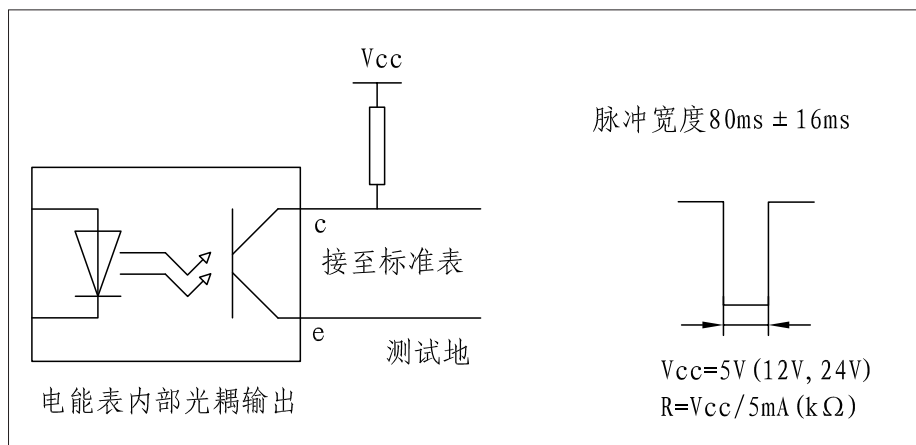 Vcc
脉冲宽度80ms ± 16ms
c
接至标准表
e
测试地
电能表内部光耦输出
Vcc=5V(12V, 24V)
R=Vcc/5mA(kΩ)